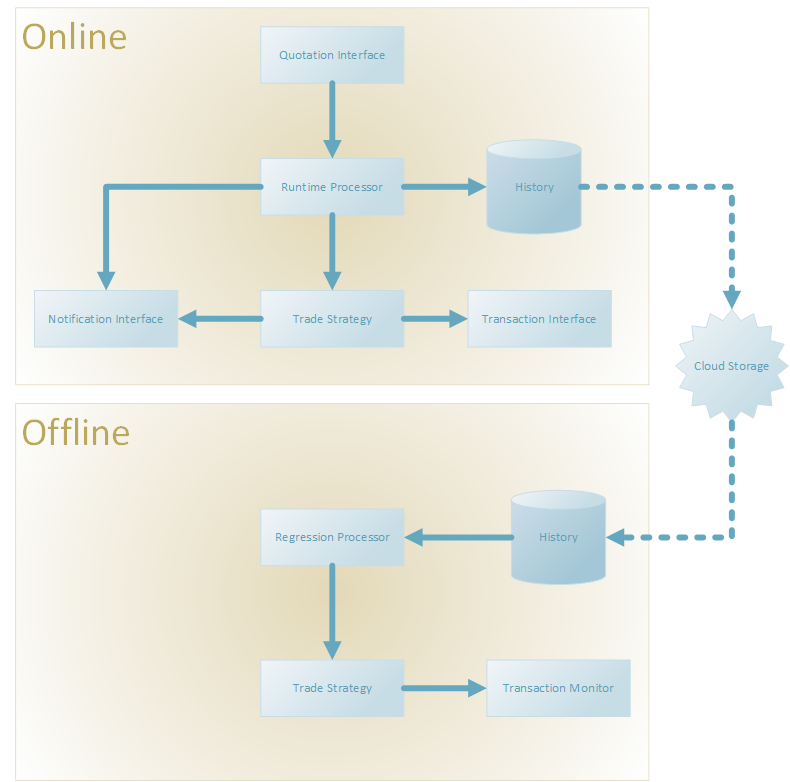 Online
Quotation Interface
Runtime Processor
History
Notification Interface
Trade Strategy
Transaction Interface
Cloud Storage
Offline
Regression Processor
History
Trade Strategy
Transaction Monitor